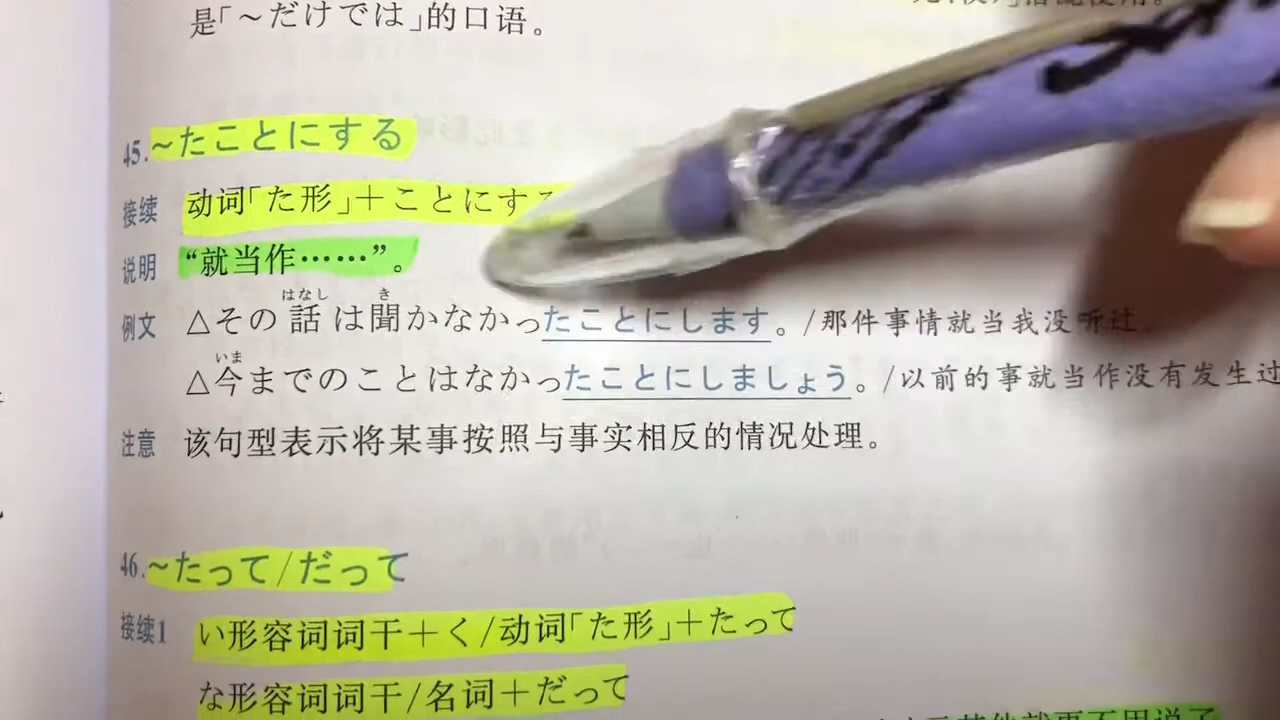 是「～だけでは」的口语。
45.～たことにする
接续 动词「た形」＋ことにする
说明 “就当作……”。
はなし き
例文 △その話は聞かなかったことにします。/那件事情就当我没听过。
いま
△今までのことはなかったことにしましょう。/以前的事就当作没有发生过
注意 该句型表示将某事按照与事实相反的情况处理。
46.～たって/だって
接续1 い形容词词干＋く/动词「た形」＋たって
な形容词词干/名词＋だって